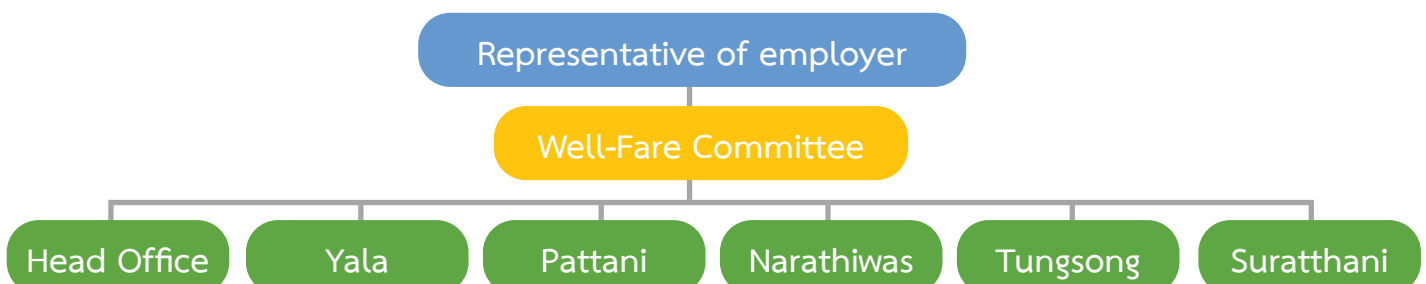 Representative of employer
Well-Fare Committee
Head Office
Yala
Pattani
Narathiwas
Tungsong
Suratthani